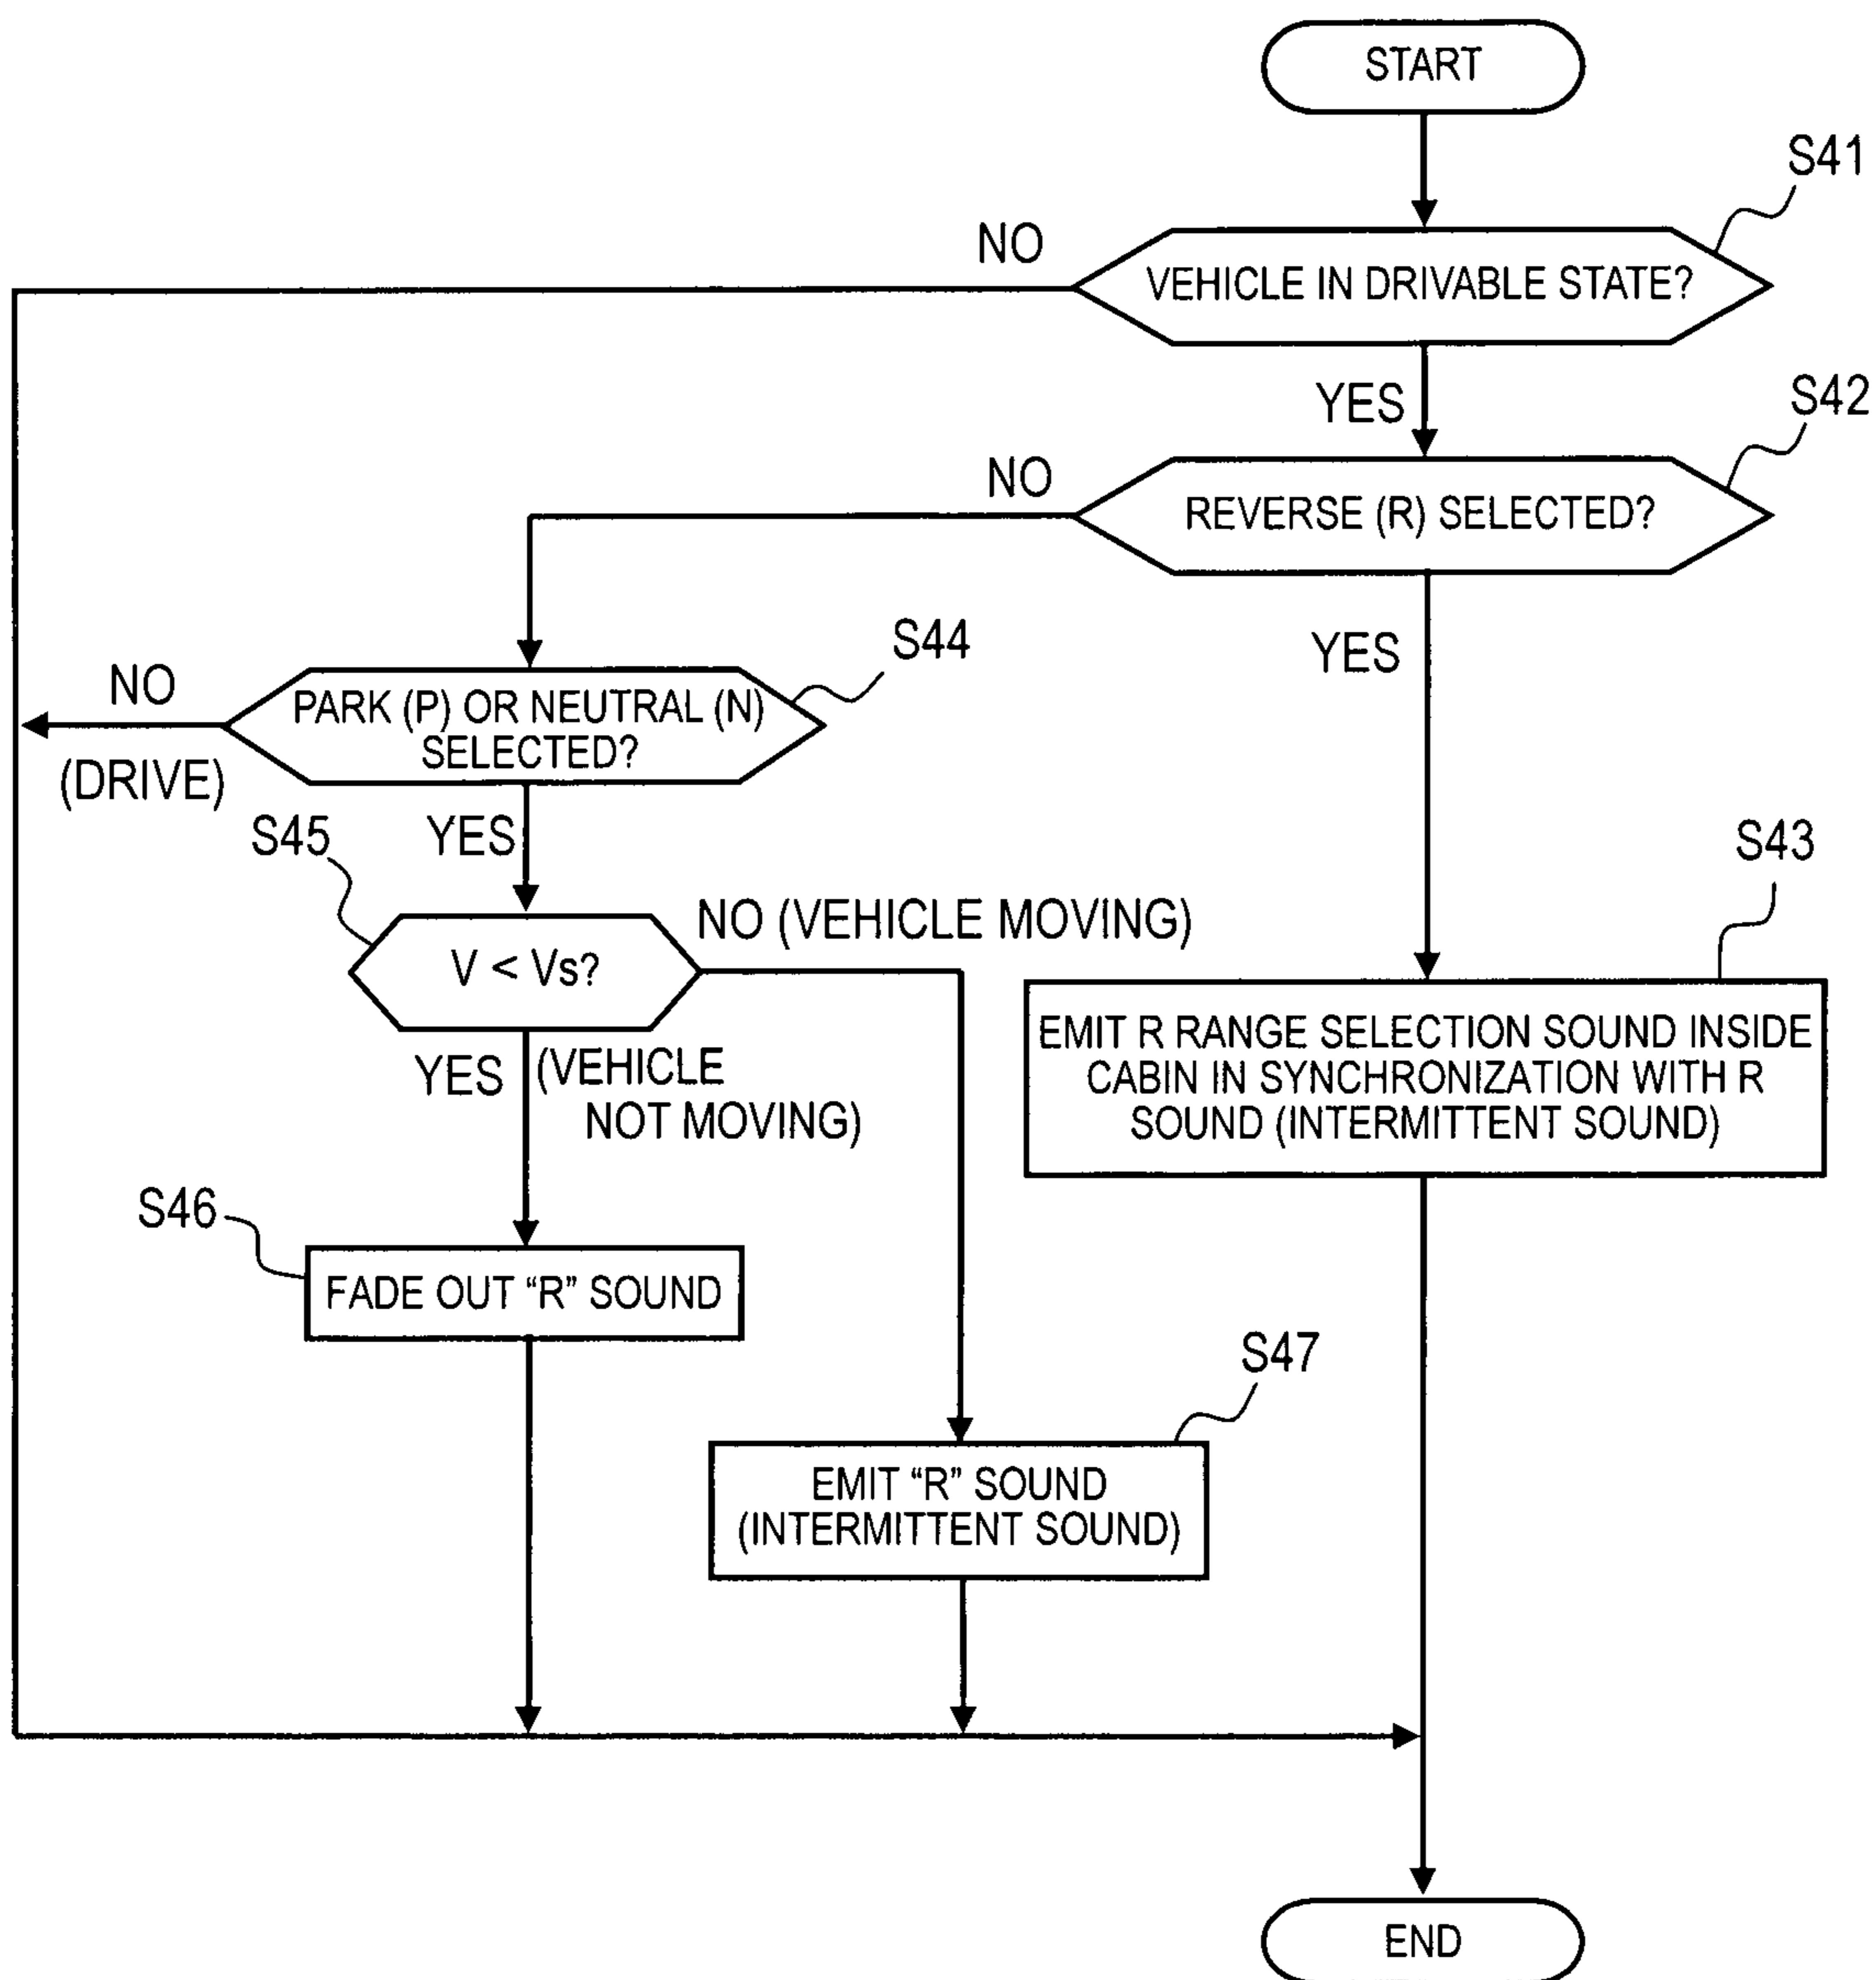 START
S41
NO
VEHICLE IN DRIVABLE STATE?
YES
S42
NO
REVERSE (R) SELECTED?
S44
YES
NO
PARK (P) OR NEUTRAL (N)
SELECTED?
(DRIVE)
S45
YES
S43
NO (VEHICLE MOVING)
V < Vs?
EMIT R RANGE SELECTION SOUND INSIDE
CABIN IN SYNCHRONIZATION WITH R
SOUND (INTERMITTENT SOUND)
YES
(VEHICLE
NOT MOVING)
S46
FADE OUT “R” SOUND
S47
EMIT “R” SOUND
(INTERMITTENT SOUND)
END